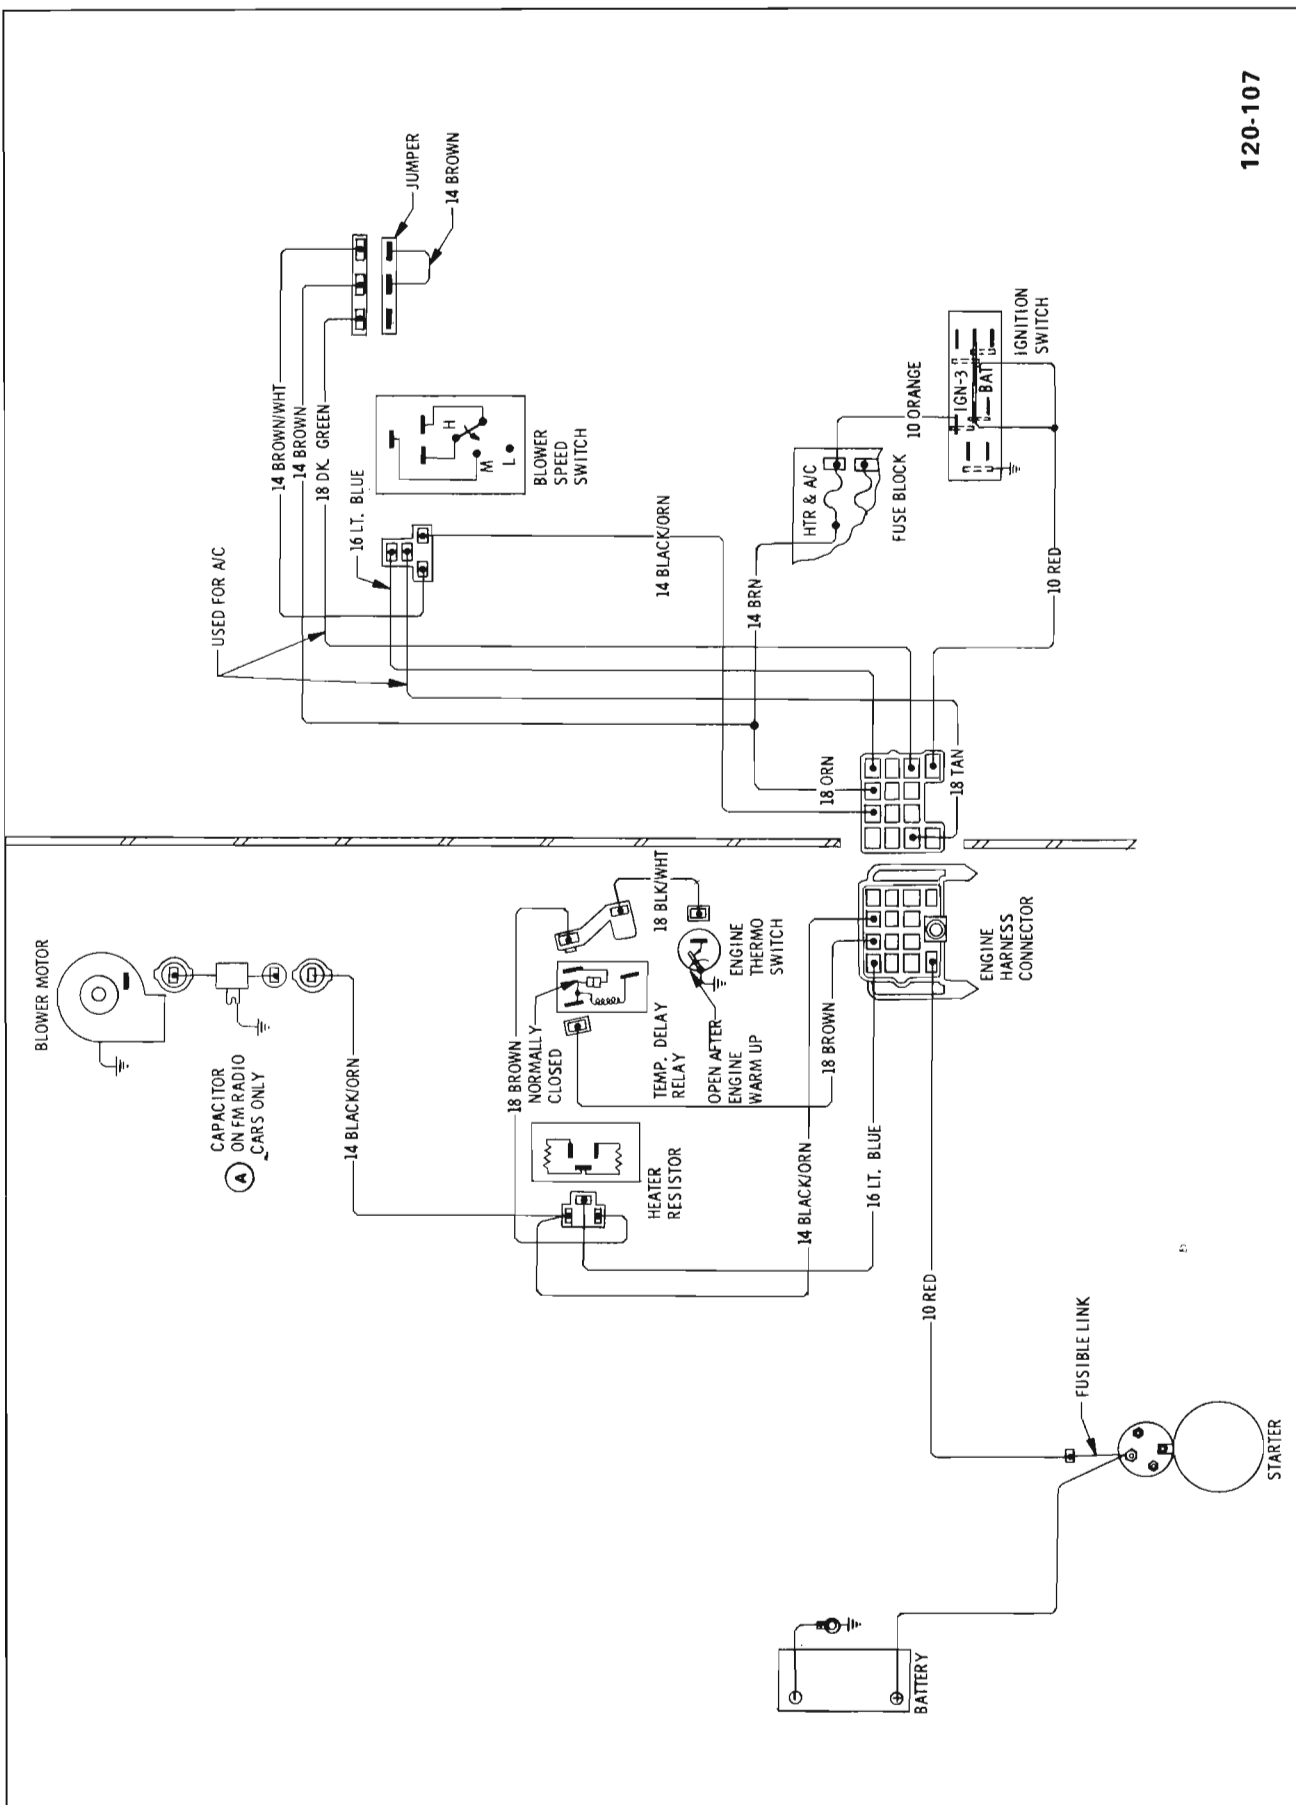 120-107
JUMPER
14 BROWN
14 BROWN/WHT
14 BROWN
18 DK. GREEN
16 LT. BLUE
USED FOR A/C
H
M
L
BLOWER
SPEED
SWITCH
14 BLACK/ORN
14 BRN
HTR & A/C
FUSE BLOCK
10 ORANGE
IGN-3
BAT
IGNITION
SWITCH
10 RED
18 ORN
18 TAN
BLOWER MOTOR
CAPACITOR
ON FM RADIO
CARS ONLY
A
14 BLACK/ORN
18 BROWN
NORMALLY
CLOSED
TEMP. DELAY
RELAY
18 BLK/WHT
ENGINE
THERMO
SWITCH
OPEN AFTER
ENGINE
WARM UP
18 BROWN
ENGINE
HARNESS
CONNECTOR
HEATER
RESISTOR
14 BLACK/ORN
16 LT. BLUE
10 RED
FUSIBLE LINK
STARTER
BATTERY